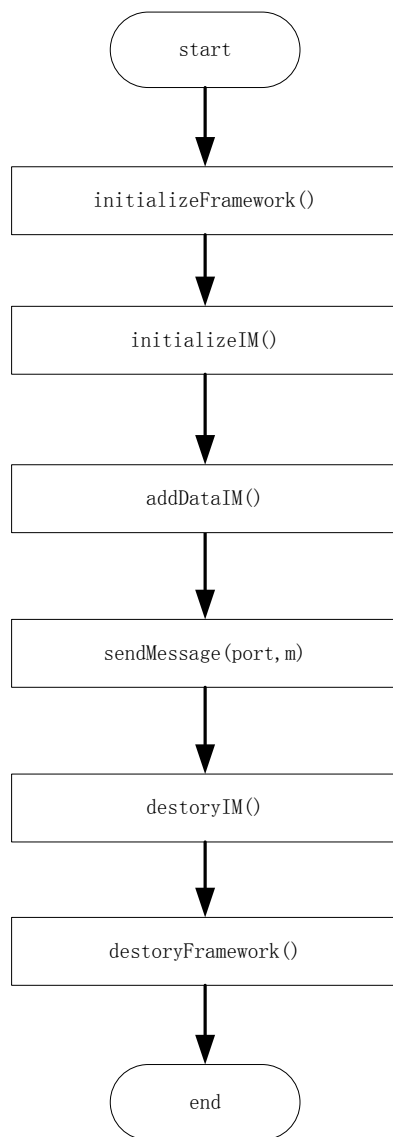 start
initializeFramework()
initializeIM()
addDataIM()
sendMessage(port,m)
destoryIM()
destoryFramework()
end